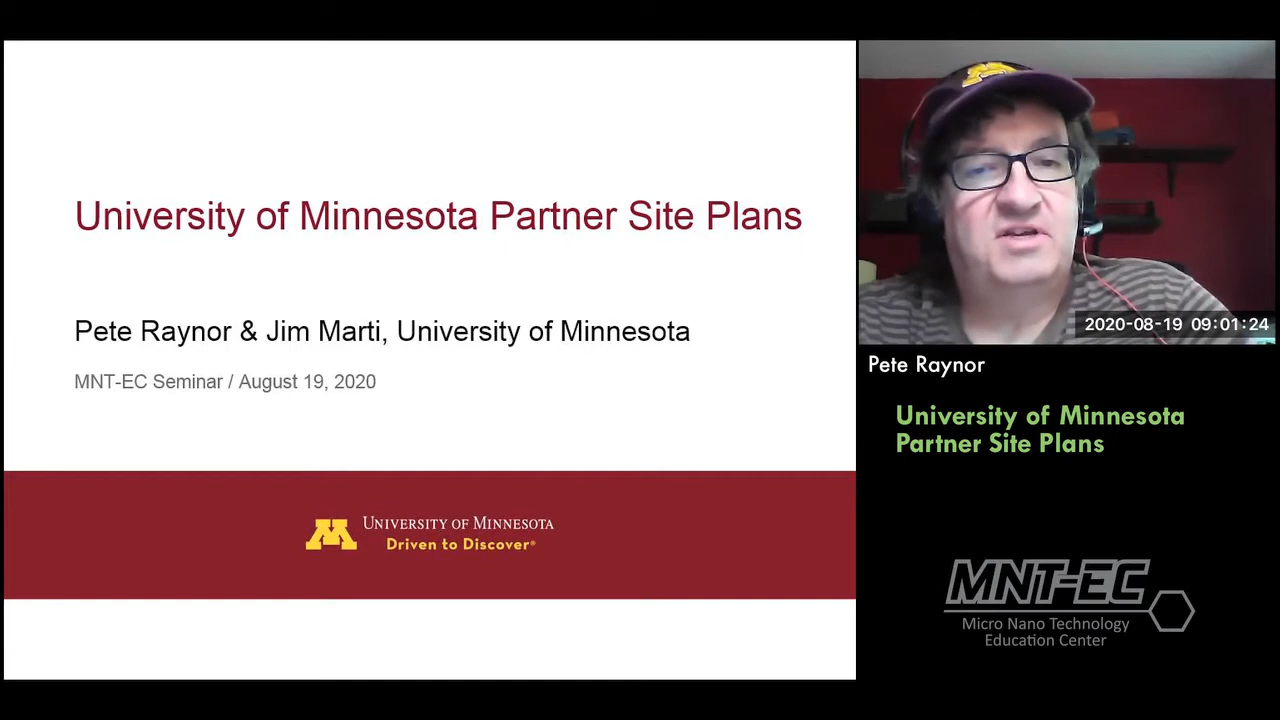 University of Minnesota Partner Site Plans
Pete Raynor & Jim Marti, University of Minnesota
MNT-EC Seminar / August 19, 2020
M UNIVERSITY OF MINNESOTA
Driven to Discover®
M
2020-08-19 09:01:24
Pete Raynor
University of Minnesota
Partner Site Plans
MNT-EC
Micro Nano Technology
Education Center